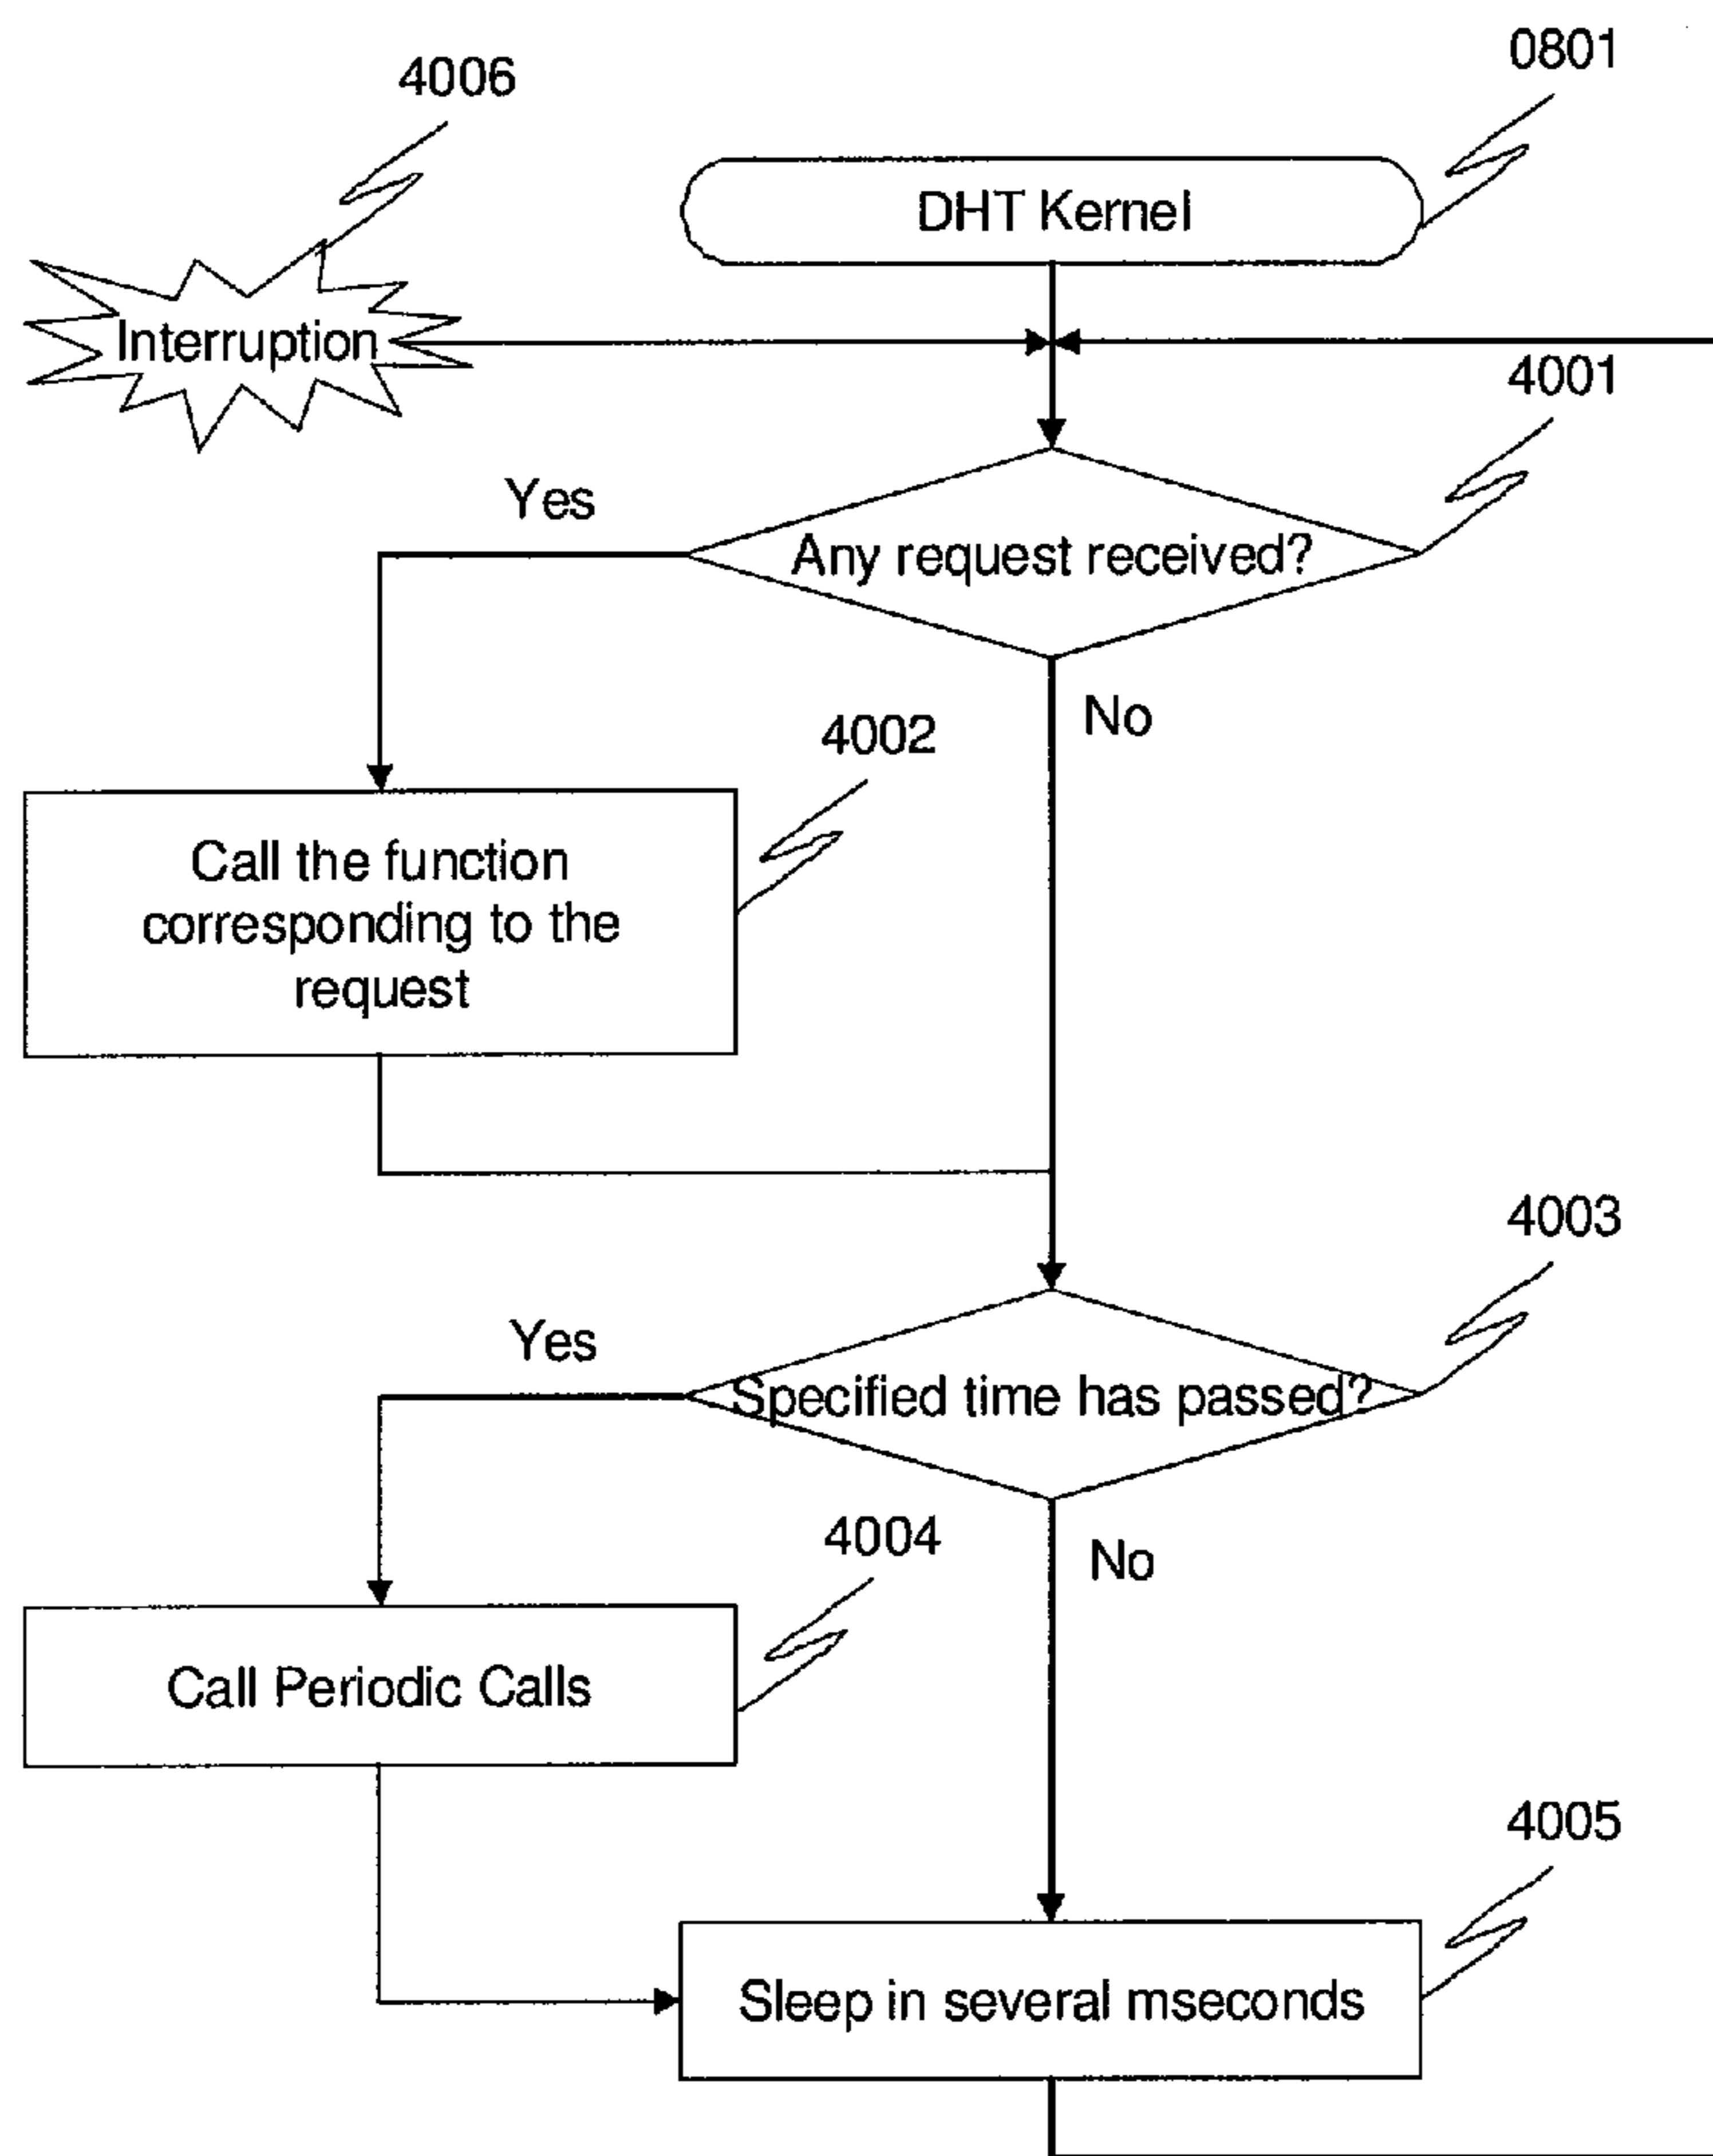 4006
0801
DHT Kernel
Interruption
4001
Yes
Any request received?
No
4002
Call the function
corresponding to the
request
4003
Yes
Specified time has passed?
4004
No
Call Periodic Calls
4005
Sleep in several mseconds